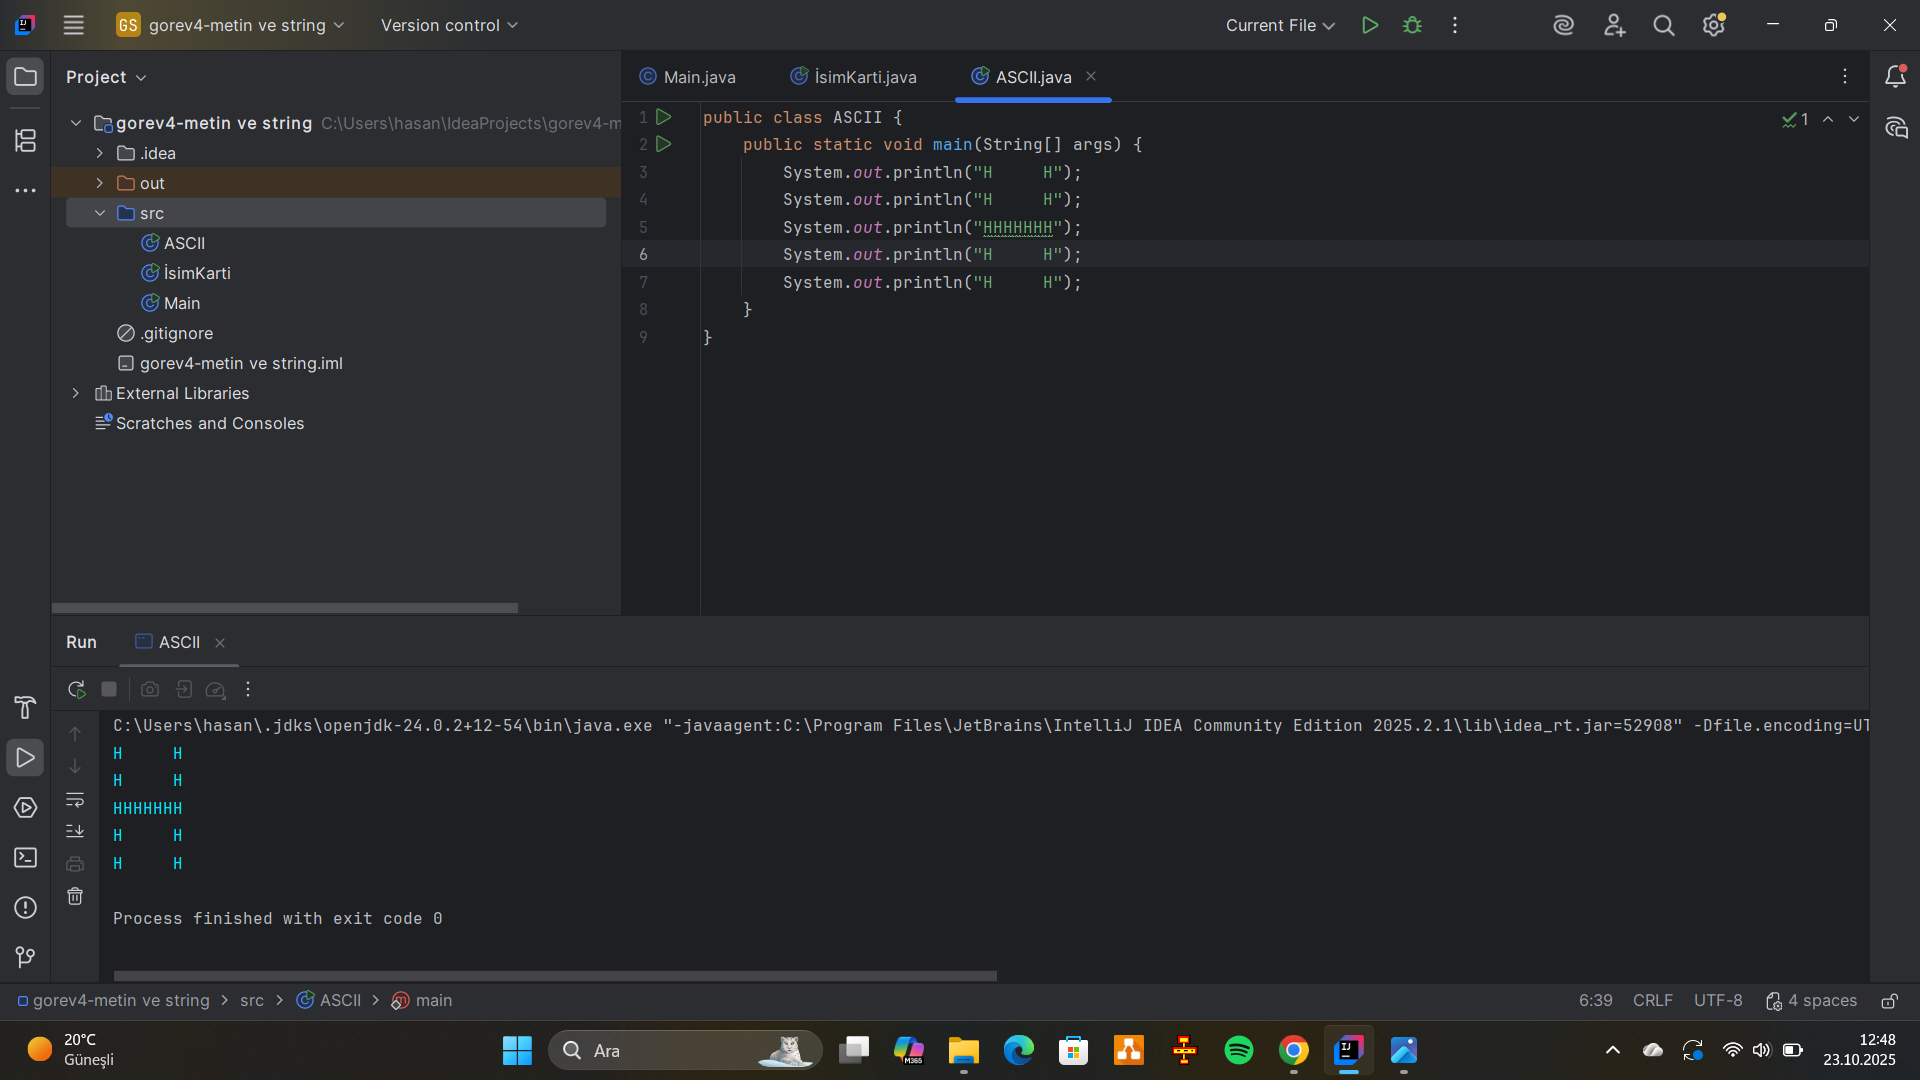 GS gorev4-metin ve string Version control Current File
Project
Main.java İsimKarti.java ASCII.java
gorev4-metin ve string C:\Users\hasan\IdeaProjects\gorev4-m
.idea
out
src
ASCII
İsimKarti
Main
.gitignore
gorev4-metin ve string.iml
External Libraries
Scratches and Consoles
1 public class ASCII {
2     public static void main(String[] args) {
3         System.out.println("H     H");
4         System.out.println("H     H");
5         System.out.println("HHHHHHH");
6         System.out.println("H     H");
7         System.out.println("H     H");
8     }
9 }
1
Run ASCII
C:\Users\hasan\.jdks\openjdk-24.0.2+12-54\bin\java.exe "-javaagent:C:\Program Files\JetBrains\IntelliJ IDEA Community Edition 2025.2.1\lib\idea_rt.jar=52908" -Dfile.encoding=UT
H     H
H     H
HHHHHHH
H     H
H     H
Process finished with exit code 0
gorev4-metin ve string > src > ASCII > main
6:39 CRLF UTF-8 4 spaces
20°C
Güneşli
Ara
M365
12:48
23.10.2025